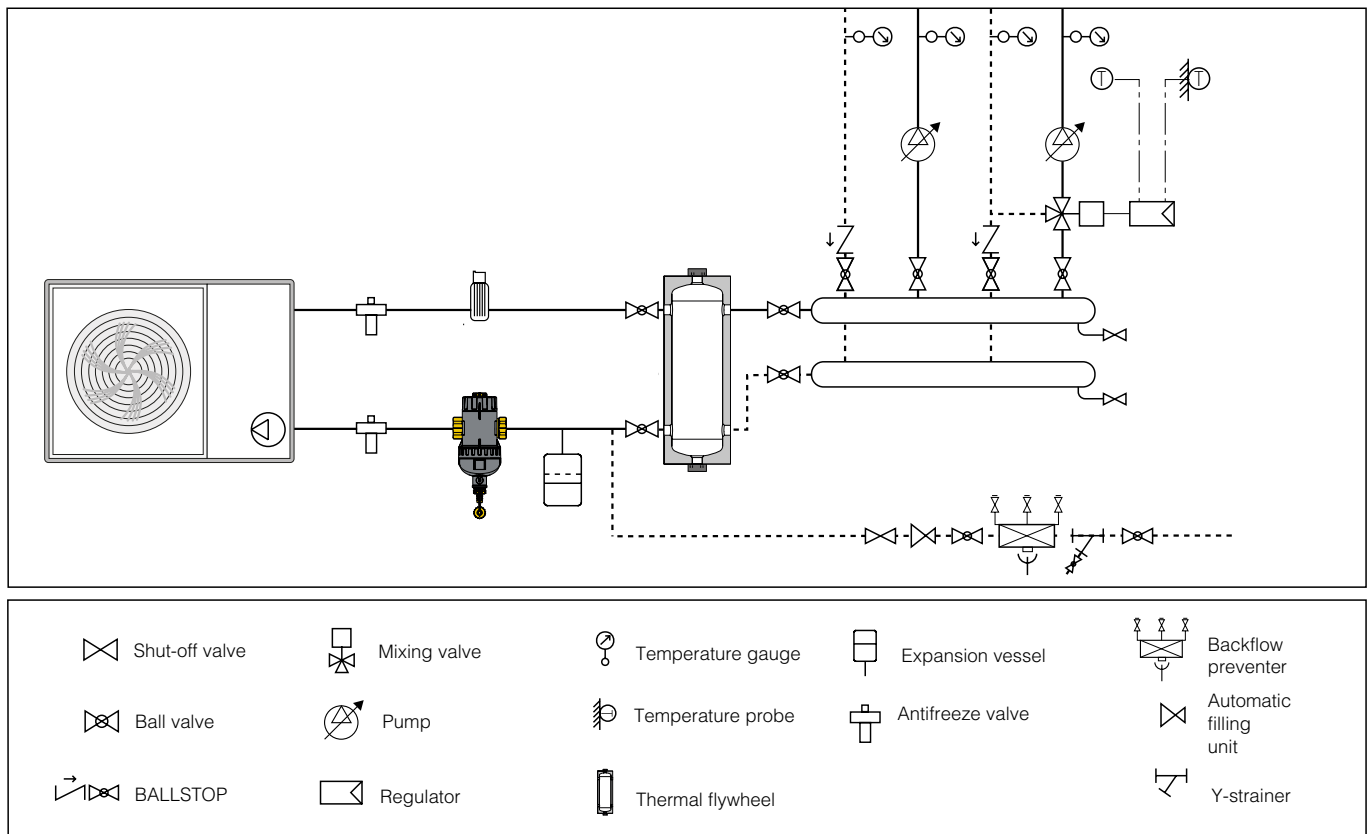 T
T
Shut-off valve
Mixing valve
Temperature gauge
Expansion vessel
Backflow
preventer
Ball valve
Pump
Temperature probe
Antifreeze valve
Automatic
filling
unit
BALLSTOP
Regulator
Thermal flywheel
Y-strainer